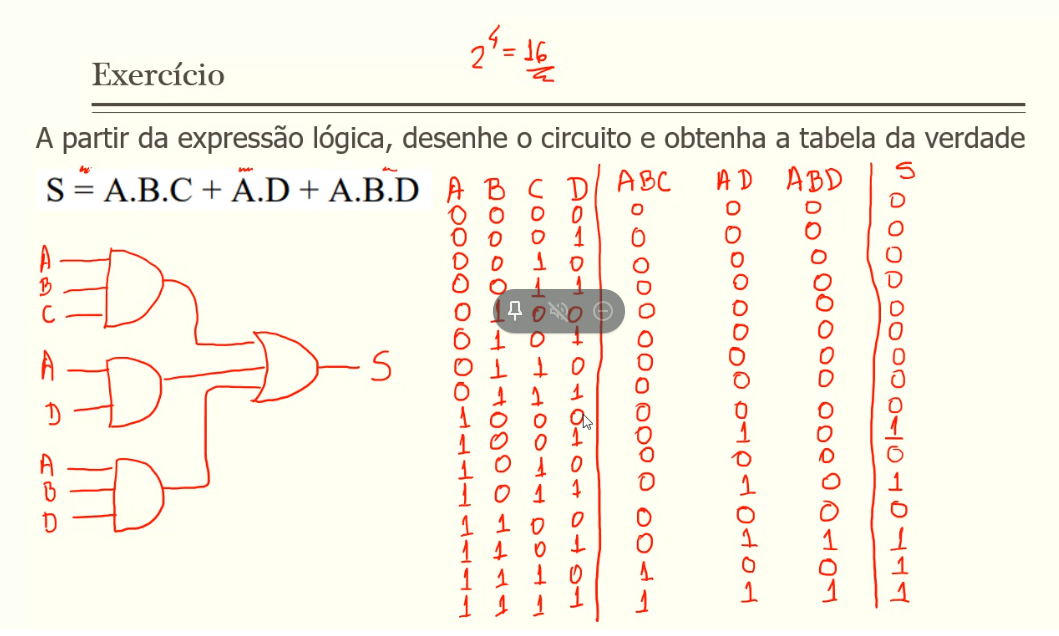 2⁴ = 16
Exercício
A partir da expressão lógica, desenhe o circuito e obtenha a tabela da verdade
S = A.B.C + A.D + A.B.D
A B C D ABC AD ABD S
0 0 0 0 0 0 0 0
0 0 0 1 0 0 0 0
0 0 1 0 0 0 0 0
0 0 1 1 0 0 0 0
0 1 0 0 0 0 0 0
0 1 0 1 0 0 0 0
0 1 1 0 0 0 0 0
0 1 1 1 0 0 0 0
1 0 0 0 0 0 0 0
1 0 0 1 0 1 0 1
1 0 1 0 0 0 0 0
1 0 1 1 0 1 0 1
1 1 0 0 0 0 0 0
1 1 0 1 0 1 1 1
1 1 1 0 1 0 0 1
1 1 1 1 1 1 1 1
A
B
C
A
D
A
B
D
S